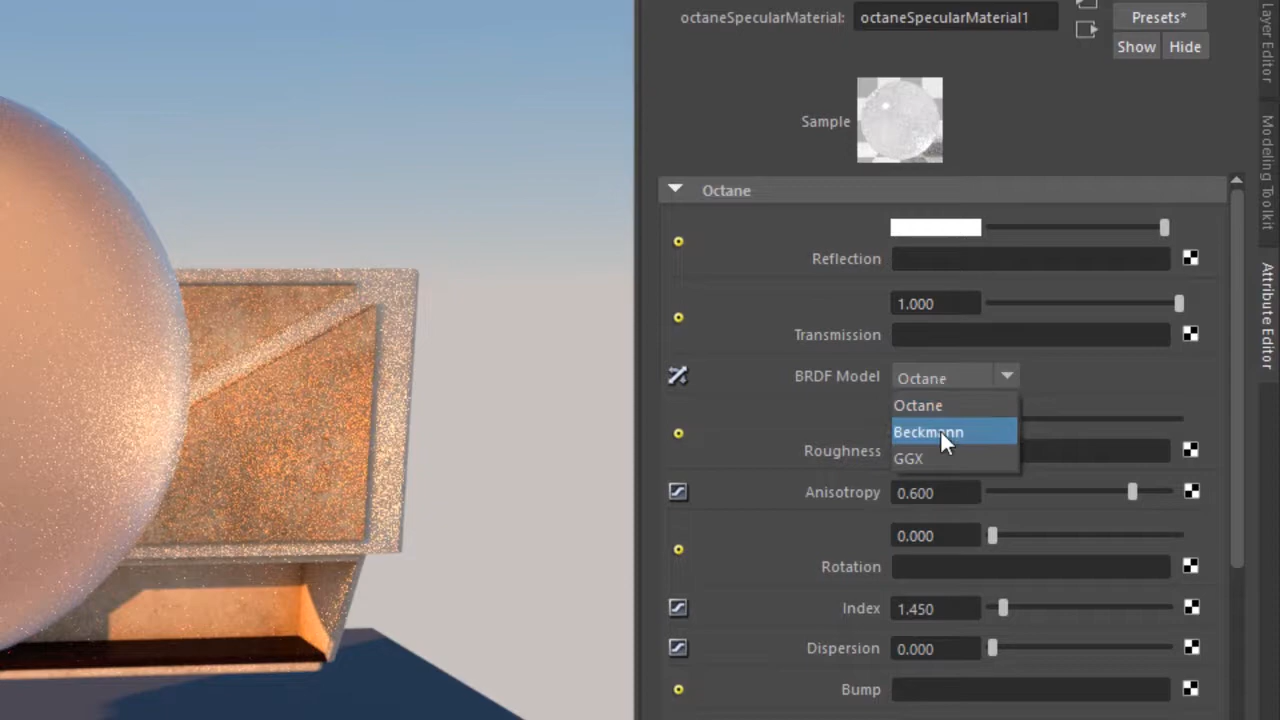 octaneSpecularMaterial: octaneSpecularMaterial1
Presets*
Show Hide
Sample
Octane
Reflection
1.000
Transmission
BRDF Model Octane
Octane
Beckmann
GGX
Roughness
Anisotropy 0.600
0.000
Rotation
Index 1.450
Dispersion 0.000
Bump
Layer Editor
Modeling Toolkit
Attribute Editor